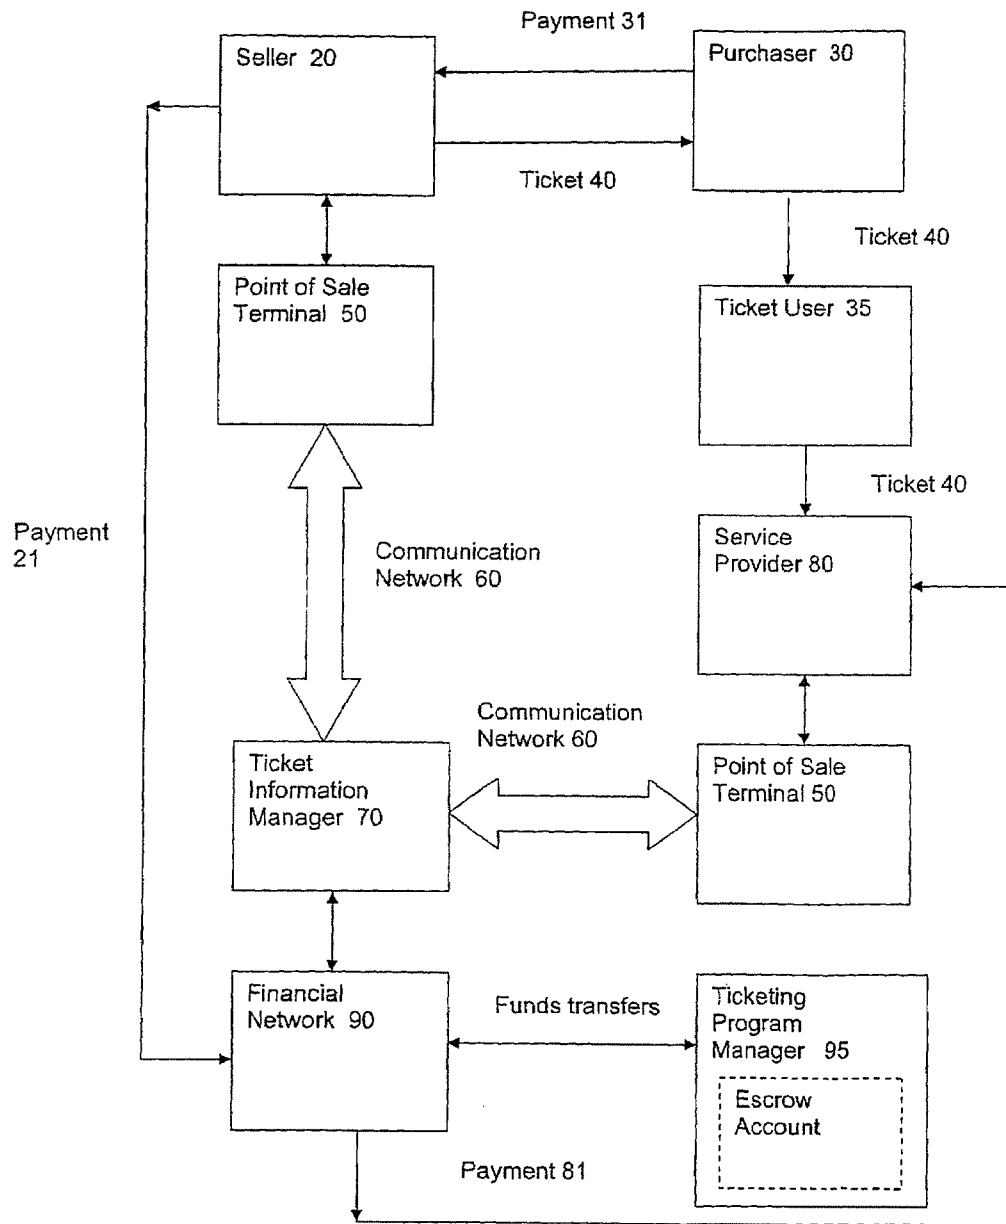 Payment 31
Seller 20
Purchaser 30
Ticket 40
Ticket 40
Point of Sale
Terminal 50
Ticket User 35
Ticket 40
Payment
21
Communication
Network 60
Service
Provider 80
Communication
Network 60
Ticket
Information
Manager 70
Point of Sale
Terminal 50
Financial
Network 90
Funds transfers
Ticketing
Program
Manager 95
Escrow
Account
Payment 81